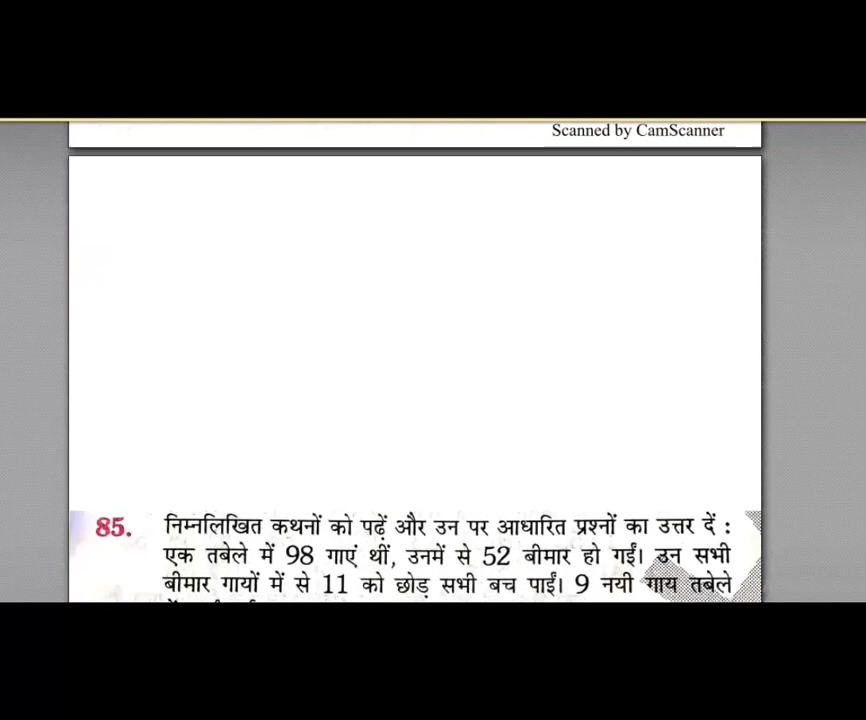 Scanned by CamScanner
85. निम्नलिखित कथनों को पढ़ें और उन पर आधारित प्रश्नों का उत्तर दें :
एक तबेले में 98 गाएं थीं, उनमें से 52 बीमार हो गईं। उन सभी
बीमार गायों में से 11 को छोड़ सभी बच पाईं। 9 नयी गाय तबेले